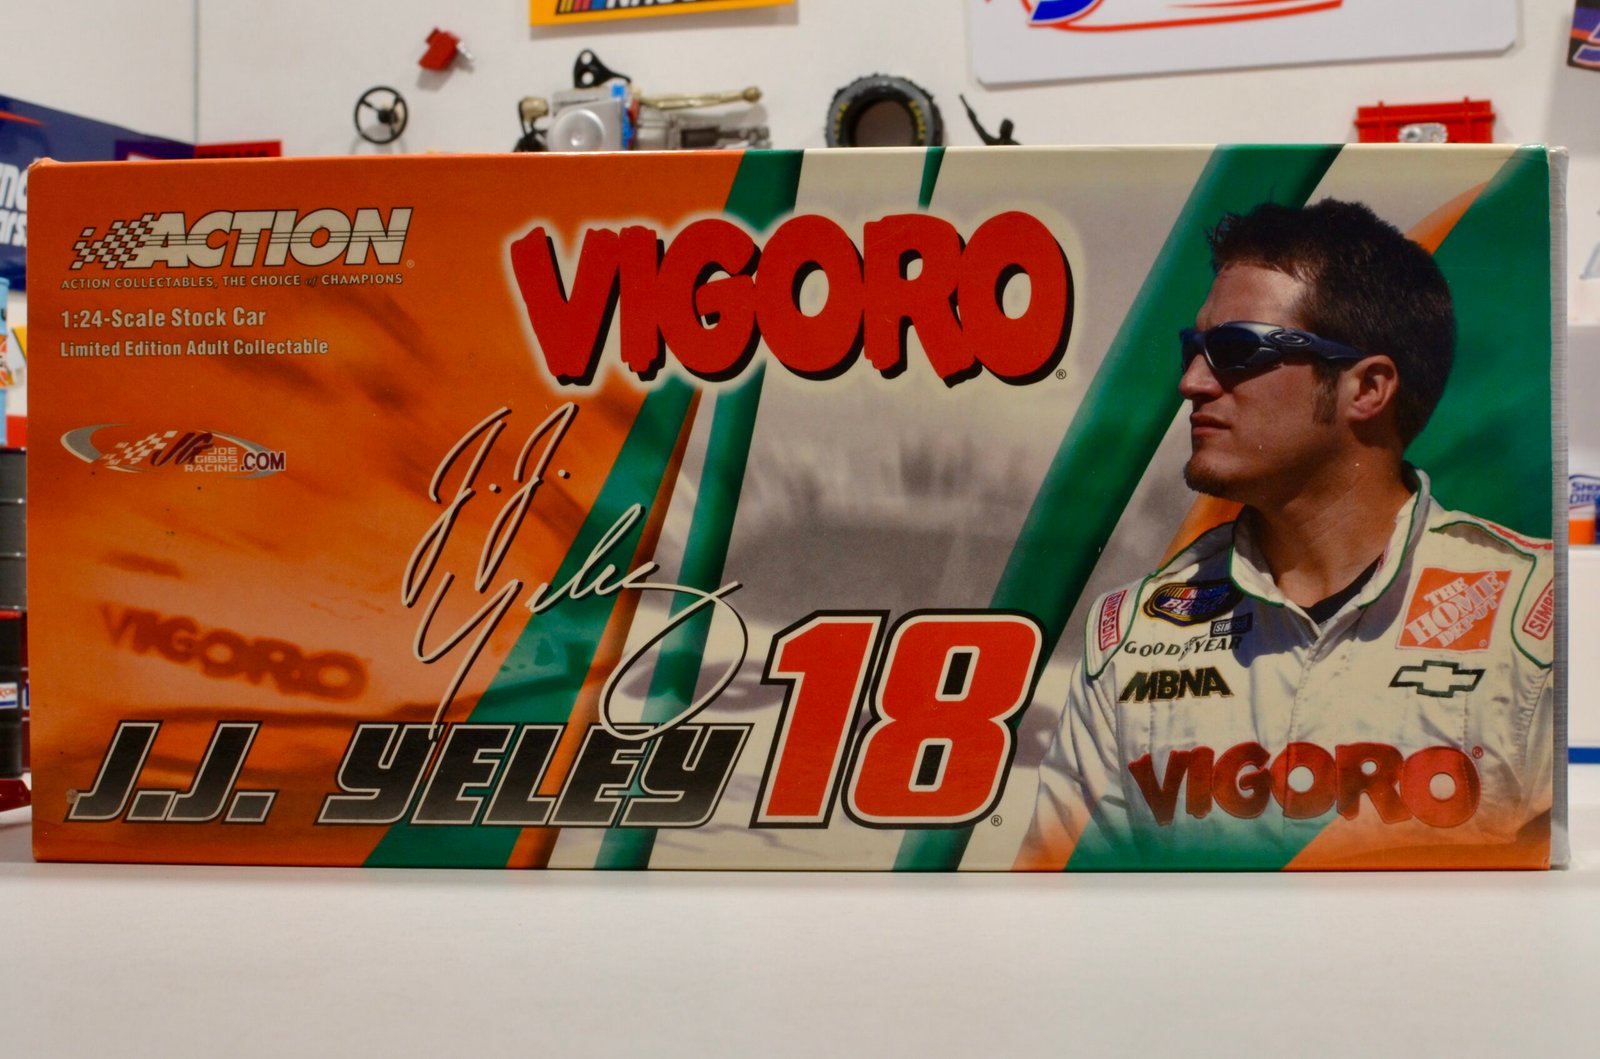 ACTION®
ACTION COLLECTABLES, THE CHOICE of CHAMPIONS
1:24-Scale Stock Car
Limited Edition Adult Collectable
JOE
GIBBS
RACING.COM
VIGORO®
J.J. Yeley
VIGORO
J.J. YELEY 18®
SIMPSON
GOODYEAR
MBNA
THE
HOME
DEPOT
VIGORO®